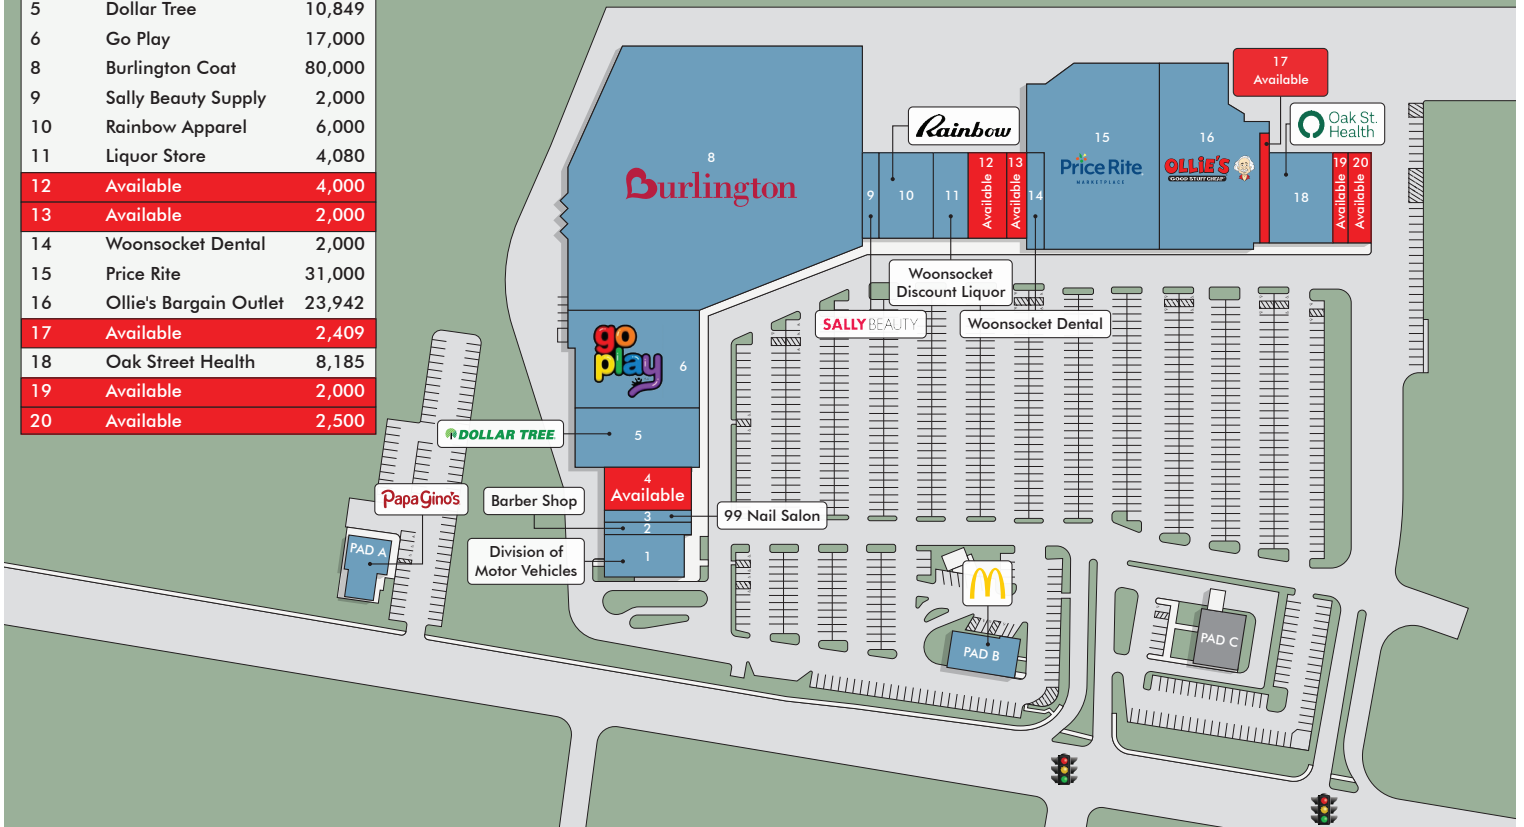 5 Dollar Tree 10,849
6 Go Play 17,000
8 Burlington Coat 80,000
9 Sally Beauty Supply 2,000
10 Rainbow Apparel 6,000
11 Liquor Store 4,080
12 Available 4,000
13 Available 2,000
14 Woonsocket Dental 2,000
15 Price Rite 31,000
16 Ollie's Bargain Outlet 23,942
17 Available 2,409
18 Oak Street Health 8,185
19 Available 2,000
20 Available 2,500
17
Available
Rainbow
Oak St.
Health
8
Burlington
9
10
11
12
Available
13
Available
14
15
Price Rite
MARKETPLACE
16
OLLIE'S
GOOD STUFF CHEAP
18
19
Available
20
Available
Woonsocket
Discount Liquor
SALLY BEAUTY
Woonsocket Dental
go
play
6
DOLLAR TREE
5
4
Available
Papa Gino's
Barber Shop
3
2
99 Nail Salon
Division of
Motor Vehicles
1
PAD A
PAD B
PAD C